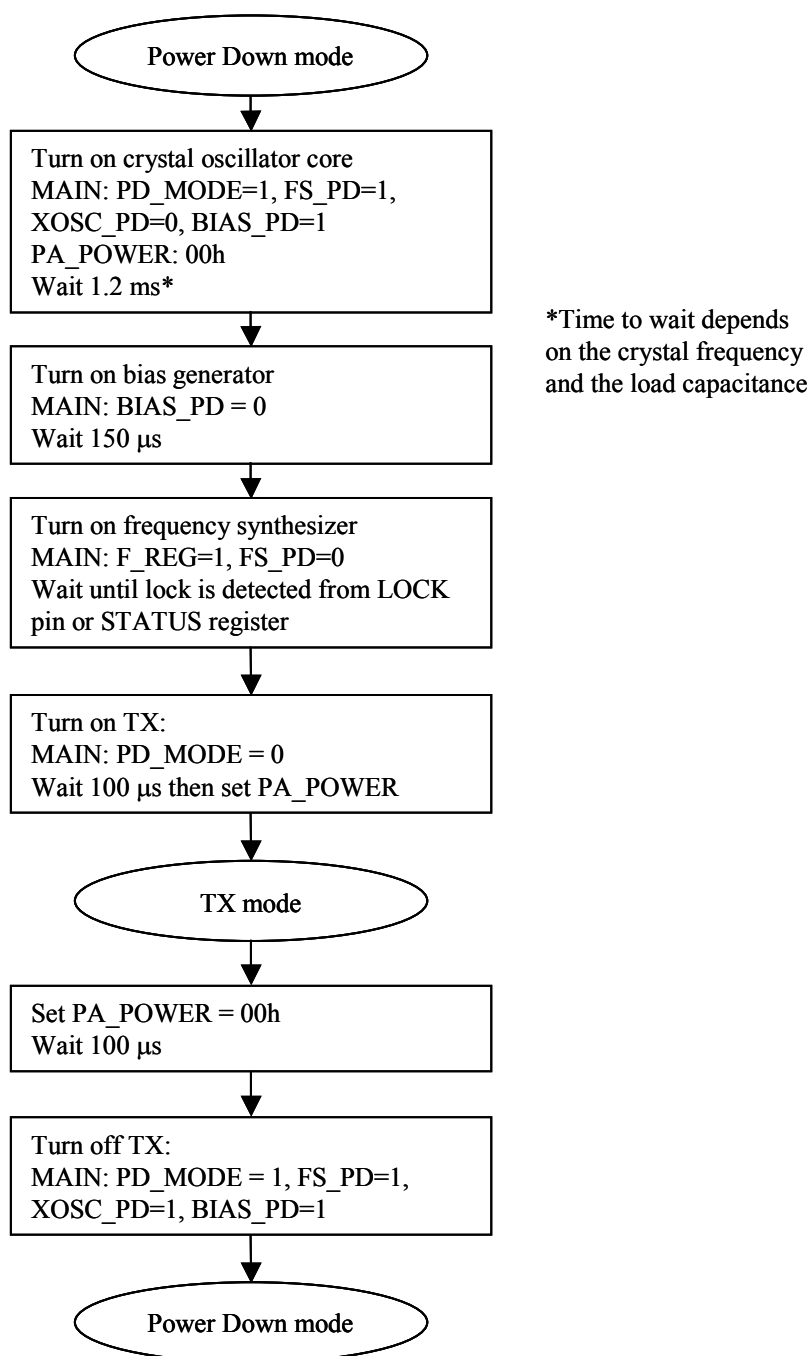 Power Down mode
Turn on crystal oscillator core
MAIN: PD_MODE=1, FS_PD=1,
XOSC_PD=0, BIAS_PD=1
PA_POWER: 00h
Wait 1.2 ms*
*Time to wait depends
on the crystal frequency
and the load capacitance
Turn on bias generator
MAIN: BIAS_PD = 0
Wait 150 μs
Turn on frequency synthesizer
MAIN: F_REG=1, FS_PD=0
Wait until lock is detected from LOCK
pin or STATUS register
Turn on TX:
MAIN: PD_MODE = 0
Wait 100 μs then set PA_POWER
TX mode
Set PA_POWER = 00h
Wait 100 μs
Turn off TX:
MAIN: PD_MODE = 1, FS_PD=1,
XOSC_PD=1, BIAS_PD=1
Power Down mode